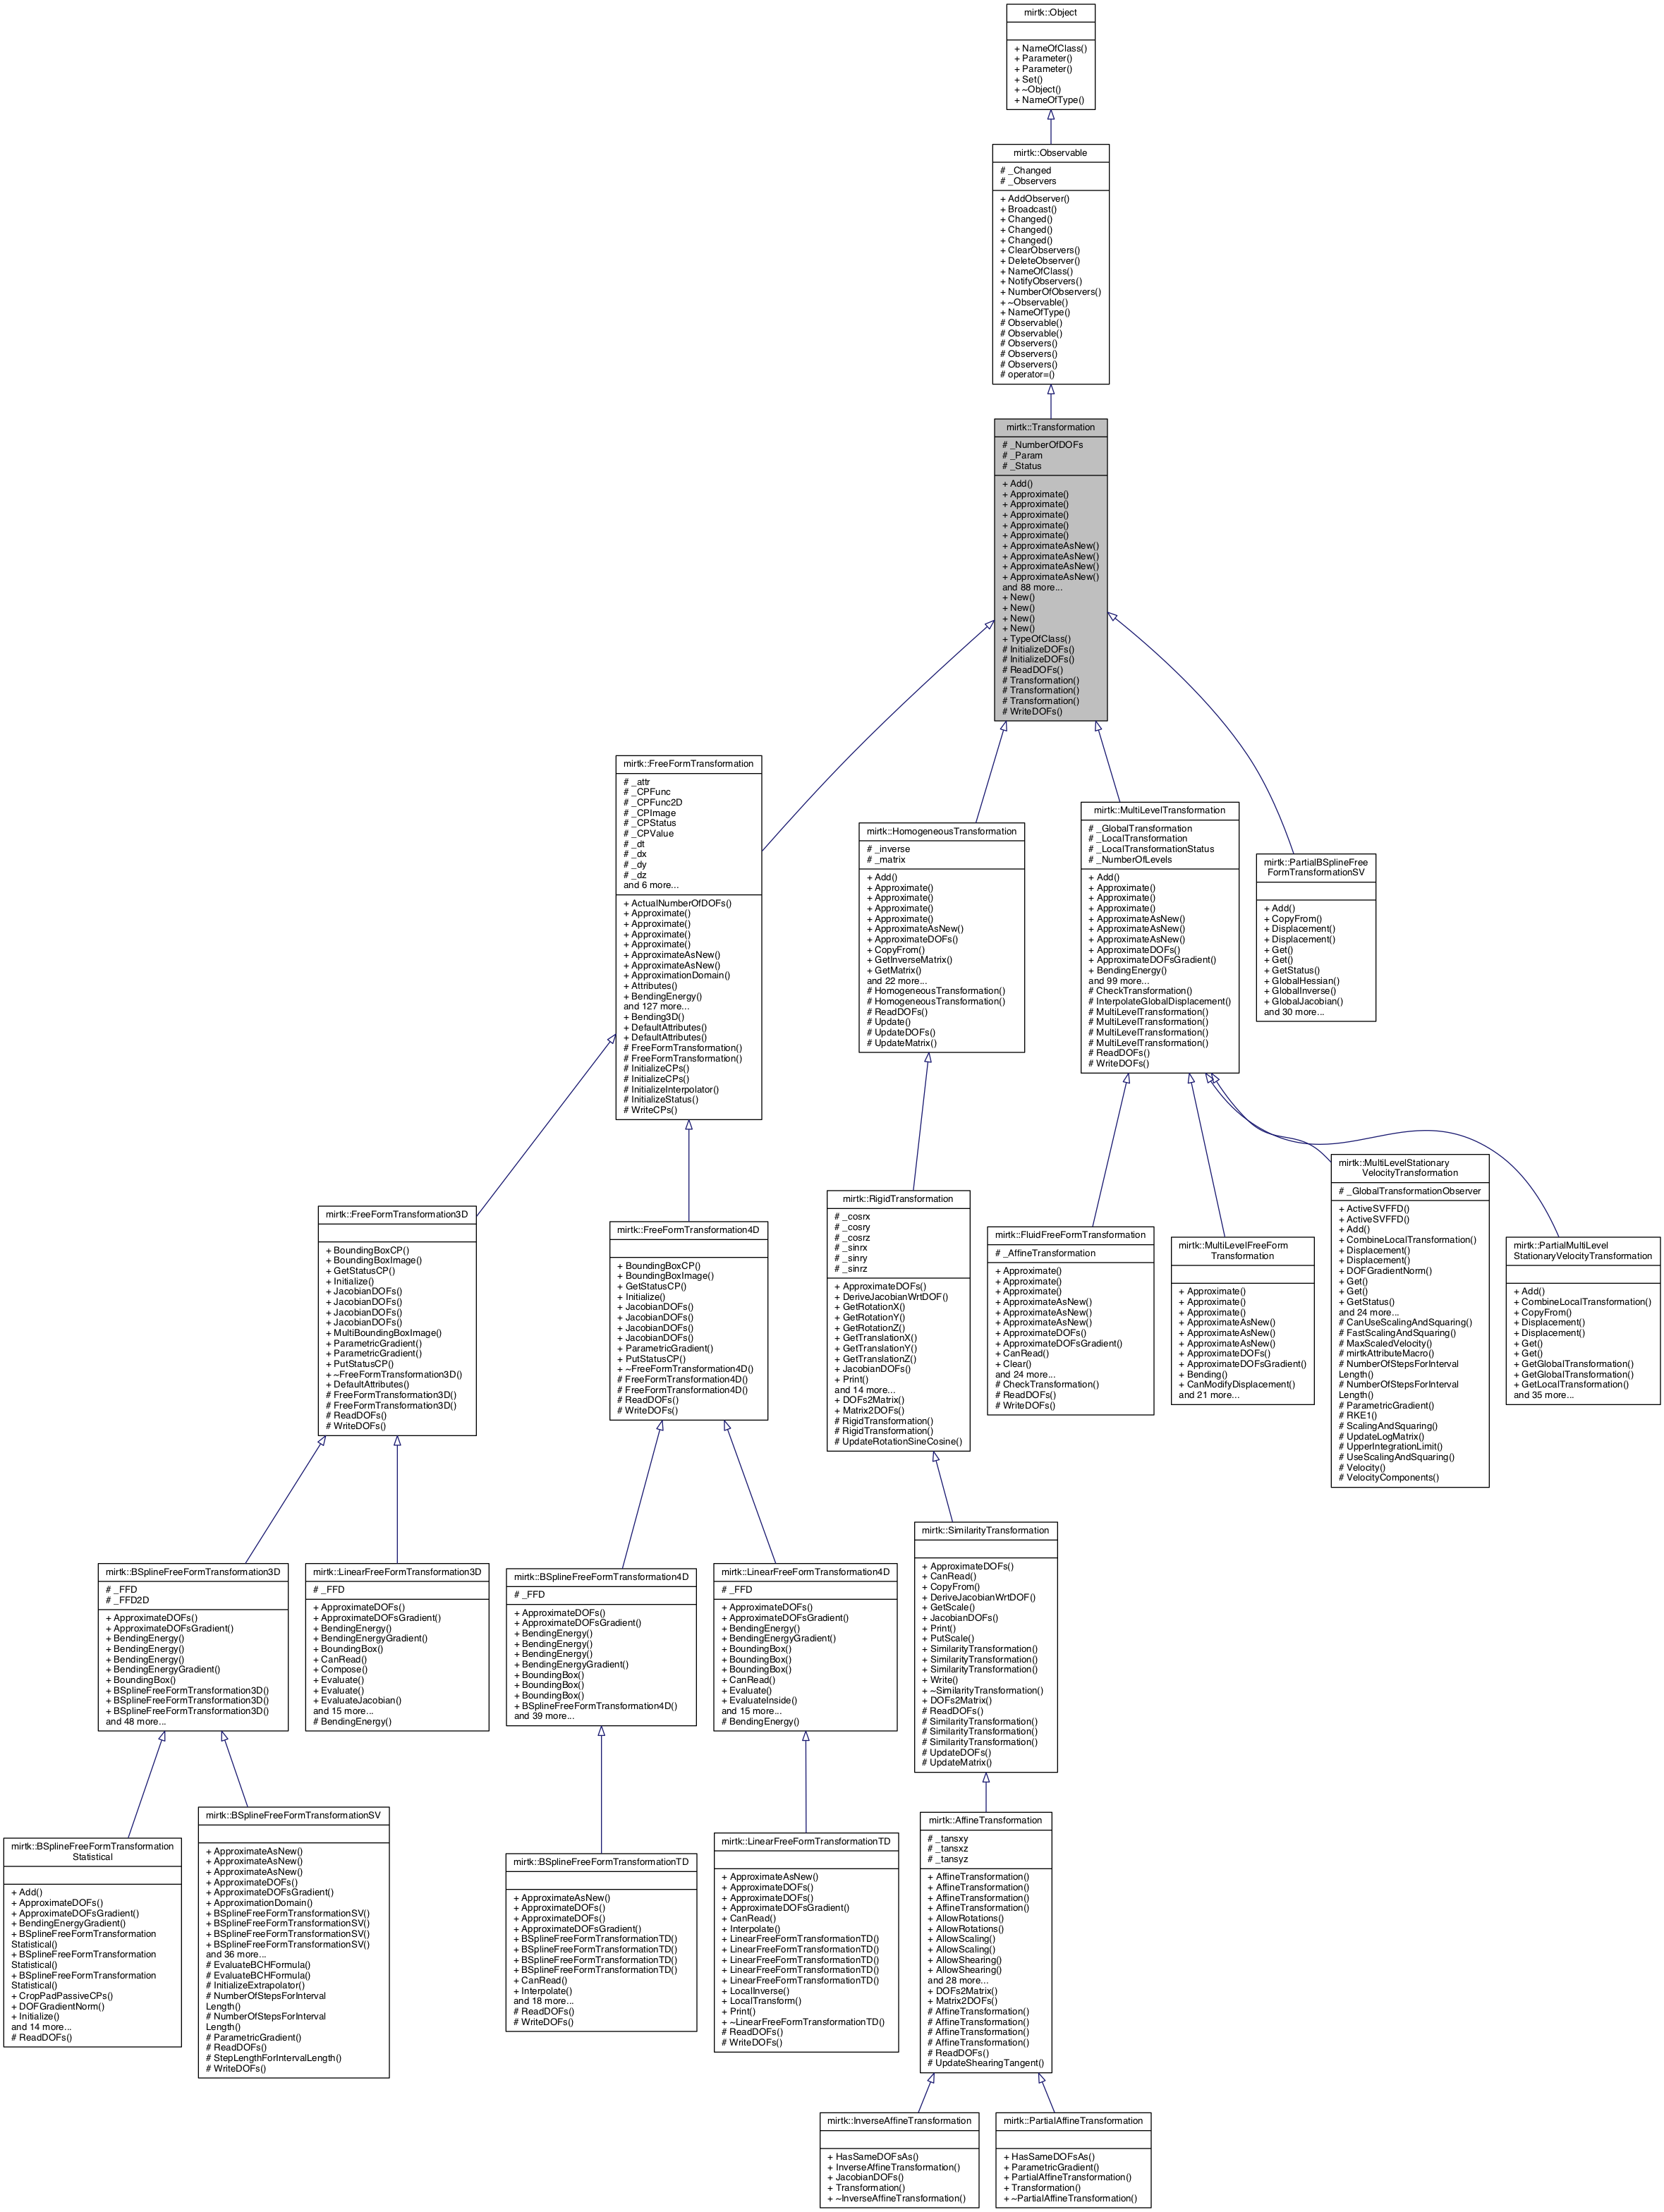 mirtk::Object
+ NameOfClass()
+ Parameter()
+ Parameter()
+ Set()
+ ~Object()
+ NameOfType()
mirtk::Observable
# _Changed
# _Observers
+ AddObserver()
+ Broadcast()
+ Changed()
+ Changed()
+ Changed()
+ ClearObservers()
+ DeleteObserver()
+ NameOfClass()
+ NotifyObservers()
+ NumberOfObservers()
+ ~Observable()
+ NameOfType()
# Observable()
# Observable()
# Observers()
# Observers()
# Observers()
# operator=()
mirtk::Transformation
# _NumberOfDOFs
# _Param
# _Status
+ Add()
+ Approximate()
+ Approximate()
+ Approximate()
+ Approximate()
+ Approximate()
+ ApproximateAsNew()
+ ApproximateAsNew()
+ ApproximateAsNew()
+ ApproximateAsNew()
and 88 more...
+ New()
+ New()
+ New()
+ New()
+ TypeOfClass()
# InitializeDOFs()
# InitializeDOFs()
# ReadDOFs()
# Transformation()
# Transformation()
# Transformation()
# WriteDOFs()
mirtk::FreeFormTransformation
# _attr
# _CPFunc
# _CPFunc2D
# _CPImage
# _CPStatus
# _CPValue
# _dt
# _dx
# _dy
# _dz
and 6 more...
+ ActualNumberOfDOFs()
+ Approximate()
+ Approximate()
+ Approximate()
+ Approximate()
+ ApproximateAsNew()
+ ApproximateAsNew()
+ ApproximationDomain()
+ Attributes()
+ BendingEnergy()
and 127 more...
+ Bending3D()
+ DefaultAttributes()
+ DefaultAttributes()
# FreeFormTransformation()
# FreeFormTransformation()
# InitializeCPs()
# InitializeCPs()
# InitializeInterpolator()
# InitializeStatus()
# WriteCPs()
mirtk::HomogeneousTransformation
# _inverse
# _matrix
+ Add()
+ Approximate()
+ Approximate()
+ Approximate()
+ Approximate()
+ ApproximateAsNew()
+ ApproximateDOFs()
+ CopyFrom()
+ GetInverseMatrix()
+ GetMatrix()
and 22 more...
# HomogeneousTransformation()
# HomogeneousTransformation()
# ReadDOFs()
# Update()
# UpdateDOFs()
# UpdateMatrix()
mirtk::MultiLevelTransformation
# _GlobalTransformation
# _LocalTransformation
# _LocalTransformationStatus
# _NumberOfLevels
+ Add()
+ Approximate()
+ Approximate()
+ Approximate()
+ ApproximateAsNew()
+ ApproximateAsNew()
+ ApproximateAsNew()
+ ApproximateDOFs()
+ ApproximateDOFsGradient()
+ BendingEnergy()
and 99 more...
# CheckTransformation()
# InterpolateGlobalDisplacement()
# MultiLevelTransformation()
# MultiLevelTransformation()
# MultiLevelTransformation()
# MultiLevelTransformation()
# ReadDOFs()
# WriteDOFs()
mirtk::PartialBSplineFree
FormTransformationSV
+ Add()
+ CopyFrom()
+ Displacement()
+ Displacement()
+ Get()
+ Get()
+ GetStatus()
+ GlobalHessian()
+ GlobalInverse()
+ GlobalJacobian()
and 30 more...
mirtk::FreeFormTransformation3D
+ BoundingBoxCP()
+ BoundingBoxImage()
+ GetStatusCP()
+ Initialize()
+ JacobianDOFs()
+ JacobianDOFs()
+ JacobianDOFs()
+ JacobianDOFs()
+ MultiBoundingBoxImage()
+ ParametricGradient()
+ ParametricGradient()
+ PutStatusCP()
+ ~FreeFormTransformation3D()
+ DefaultAttributes()
# FreeFormTransformation3D()
# FreeFormTransformation3D()
# ReadDOFs()
# WriteDOFs()
mirtk::FreeFormTransformation4D
+ BoundingBoxCP()
+ BoundingBoxImage()
+ GetStatusCP()
+ Initialize()
+ JacobianDOFs()
+ JacobianDOFs()
+ JacobianDOFs()
+ JacobianDOFs()
+ ParametricGradient()
+ PutStatusCP()
+ ~FreeFormTransformation4D()
# FreeFormTransformation4D()
# FreeFormTransformation4D()
# ReadDOFs()
# WriteDOFs()
mirtk::RigidTransformation
# _cosrx
# _cosry
# _cosrz
# _sinrx
# _sinry
# _sinrz
+ ApproximateDOFs()
+ DeriveJacobianWrtDOF()
+ GetRotationX()
+ GetRotationY()
+ GetRotationZ()
+ GetTranslationX()
+ GetTranslationY()
+ GetTranslationZ()
+ JacobianDOFs()
+ Print()
and 14 more...
+ DOFs2Matrix()
+ Matrix2DOFs()
# RigidTransformation()
# RigidTransformation()
# UpdateRotationSineCosine()
mirtk::FluidFreeFormTransformation
# _AffineTransformation
+ Approximate()
+ Approximate()
+ Approximate()
+ ApproximateAsNew()
+ ApproximateAsNew()
+ ApproximateAsNew()
+ ApproximateDOFs()
+ ApproximateDOFsGradient()
+ CanRead()
+ Clear()
and 24 more...
# CheckTransformation()
# ReadDOFs()
# WriteDOFs()
mirtk::MultiLevelFreeForm
Transformation
+ Approximate()
+ Approximate()
+ Approximate()
+ ApproximateAsNew()
+ ApproximateAsNew()
+ ApproximateAsNew()
+ ApproximateDOFs()
+ ApproximateDOFsGradient()
+ Bending()
+ CanModifyDisplacement()
and 21 more...
mirtk::MultiLevelStationary
VelocityTransformation
# _GlobalTransformationObserver
+ ActiveSVFFD()
+ ActiveSVFFD()
+ Add()
+ CombineLocalTransformation()
+ Displacement()
+ Displacement()
+ DOFGradientNorm()
+ Get()
+ Get()
+ GetStatus()
and 24 more...
# CanUseScalingAndSquaring()
# FastScalingAndSquaring()
# MaxScaledVelocity()
# mirtkAttributeMacro()
# NumberOfStepsForInterval
Length()
# NumberOfStepsForInterval
Length()
# ParametricGradient()
# RKE1()
# ScalingAndSquaring()
# UpdateLogMatrix()
# UpperIntegrationLimit()
# UseScalingAndSquaring()
# Velocity()
# VelocityComponents()
mirtk::PartialMultiLevel
StationaryVelocityTransformation
+ Add()
+ CombineLocalTransformation()
+ CopyFrom()
+ Displacement()
+ Displacement()
+ Get()
+ Get()
+ GetGlobalTransformation()
+ GetGlobalTransformation()
+ GetLocalTransformation()
and 35 more...
mirtk::BSplineFreeFormTransformation3D
# _FFD
# _FFD2D
+ ApproximateDOFs()
+ ApproximateDOFsGradient()
+ BendingEnergy()
+ BendingEnergy()
+ BendingEnergy()
+ BendingEnergyGradient()
+ BoundingBox()
+ BSplineFreeFormTransformation3D()
+ BSplineFreeFormTransformation3D()
+ BSplineFreeFormTransformation3D()
and 48 more...
mirtk::LinearFreeFormTransformation3D
# _FFD
+ ApproximateDOFs()
+ ApproximateDOFsGradient()
+ BendingEnergy()
+ BendingEnergyGradient()
+ BoundingBox()
+ CanRead()
+ Compose()
+ Evaluate()
+ Evaluate()
+ EvaluateJacobian()
and 15 more...
# BendingEnergy()
mirtk::BSplineFreeFormTransformation4D
# _FFD
+ ApproximateDOFs()
+ ApproximateDOFsGradient()
+ BendingEnergy()
+ BendingEnergy()
+ BendingEnergy()
+ BendingEnergyGradient()
+ BoundingBox()
+ BoundingBox()
+ BoundingBox()
+ BSplineFreeFormTransformation4D()
and 39 more...
mirtk::LinearFreeFormTransformation4D
# _FFD
+ ApproximateDOFs()
+ ApproximateDOFsGradient()
+ BendingEnergy()
+ BendingEnergyGradient()
+ BoundingBox()
+ BoundingBox()
+ BoundingBox()
+ CanRead()
+ Evaluate()
+ EvaluateInside()
and 15 more...
# BendingEnergy()
mirtk::SimilarityTransformation
+ ApproximateDOFs()
+ CanRead()
+ CopyFrom()
+ DeriveJacobianWrtDOF()
+ GetScale()
+ JacobianDOFs()
+ Print()
+ PutScale()
+ SimilarityTransformation()
+ SimilarityTransformation()
+ SimilarityTransformation()
+ Write()
+ ~SimilarityTransformation()
+ DOFs2Matrix()
# ReadDOFs()
# SimilarityTransformation()
# SimilarityTransformation()
# SimilarityTransformation()
# UpdateDOFs()
# UpdateMatrix()
mirtk::BSplineFreeFormTransformation
Statistical
+ Add()
+ ApproximateDOFs()
+ ApproximateDOFsGradient()
+ BendingEnergyGradient()
+ BSplineFreeFormTransformation
Statistical()
+ BSplineFreeFormTransformation
Statistical()
+ BSplineFreeFormTransformation
Statistical()
+ CropPadPassiveCPs()
+ DOFGradientNorm()
+ Initialize()
and 14 more...
# ReadDOFs()
mirtk::BSplineFreeFormTransformationSV
+ ApproximateAsNew()
+ ApproximateAsNew()
+ ApproximateAsNew()
+ ApproximateDOFs()
+ ApproximateDOFsGradient()
+ ApproximationDomain()
+ BSplineFreeFormTransformationSV()
+ BSplineFreeFormTransformationSV()
+ BSplineFreeFormTransformationSV()
+ BSplineFreeFormTransformationSV()
and 36 more...
# EvaluateBCHFormula()
# EvaluateBCHFormula()
# InitializeExtrapolator()
# NumberOfStepsForInterval
Length()
# NumberOfStepsForInterval
Length()
# ParametricGradient()
# ReadDOFs()
# StepLengthForIntervalLength()
# WriteDOFs()
mirtk::BSplineFreeFormTransformationTD
+ ApproximateAsNew()
+ ApproximateDOFs()
+ ApproximateDOFs()
+ ApproximateDOFsGradient()
+ BSplineFreeFormTransformationTD()
+ BSplineFreeFormTransformationTD()
+ BSplineFreeFormTransformationTD()
+ BSplineFreeFormTransformationTD()
+ CanRead()
+ Interpolate()
and 18 more...
# ReadDOFs()
# WriteDOFs()
mirtk::LinearFreeFormTransformationTD
+ ApproximateAsNew()
+ ApproximateDOFs()
+ ApproximateDOFs()
+ ApproximateDOFsGradient()
+ CanRead()
+ Interpolate()
+ LinearFreeFormTransformationTD()
+ LinearFreeFormTransformationTD()
+ LinearFreeFormTransformationTD()
+ LinearFreeFormTransformationTD()
+ LinearFreeFormTransformationTD()
+ LocalInverse()
+ LocalTransform()
+ Print()
+ ~LinearFreeFormTransformationTD()
# ReadDOFs()
# WriteDOFs()
mirtk::AffineTransformation
# _tansxy
# _tansxz
# _tansyz
+ AffineTransformation()
+ AffineTransformation()
+ AffineTransformation()
+ AffineTransformation()
+ AllowRotations()
+ AllowRotations()
+ AllowScaling()
+ AllowScaling()
+ AllowShearing()
+ AllowShearing()
and 28 more...
+ DOFs2Matrix()
+ Matrix2DOFs()
# AffineTransformation()
# AffineTransformation()
# AffineTransformation()
# AffineTransformation()
# ReadDOFs()
# UpdateShearingTangent()
mirtk::InverseAffineTransformation
+ HasSameDOFsAs()
+ InverseAffineTransformation()
+ JacobianDOFs()
+ Transformation()
+ ~InverseAffineTransformation()
mirtk::PartialAffineTransformation
+ HasSameDOFsAs()
+ ParametricGradient()
+ PartialAffineTransformation()
+ Transformation()
+ ~PartialAffineTransformation()